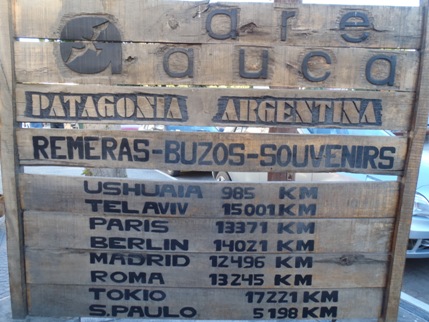 are
auca
PATAGONIA ARGENTINA
REMERAS-BUZOS-SOUVENIRS
USHUAIA 985 KM
TEL AVIV 15001 KM
PARIS 13371 KM
BERLIN 14021 KM
MADRID 12496 KM
ROMA 13245 KM
TOKIO 17221 KM
S.PAULO 5198 KM